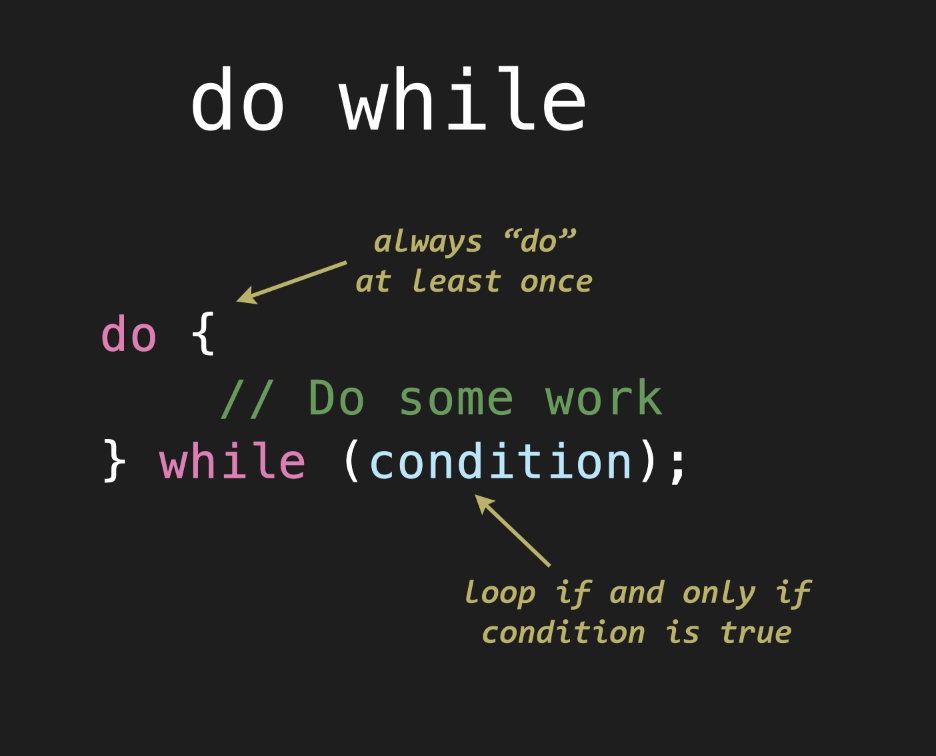 do while
always “do”
at least once
do {
// Do some work
} while (condition);
loop if and only if
condition is true